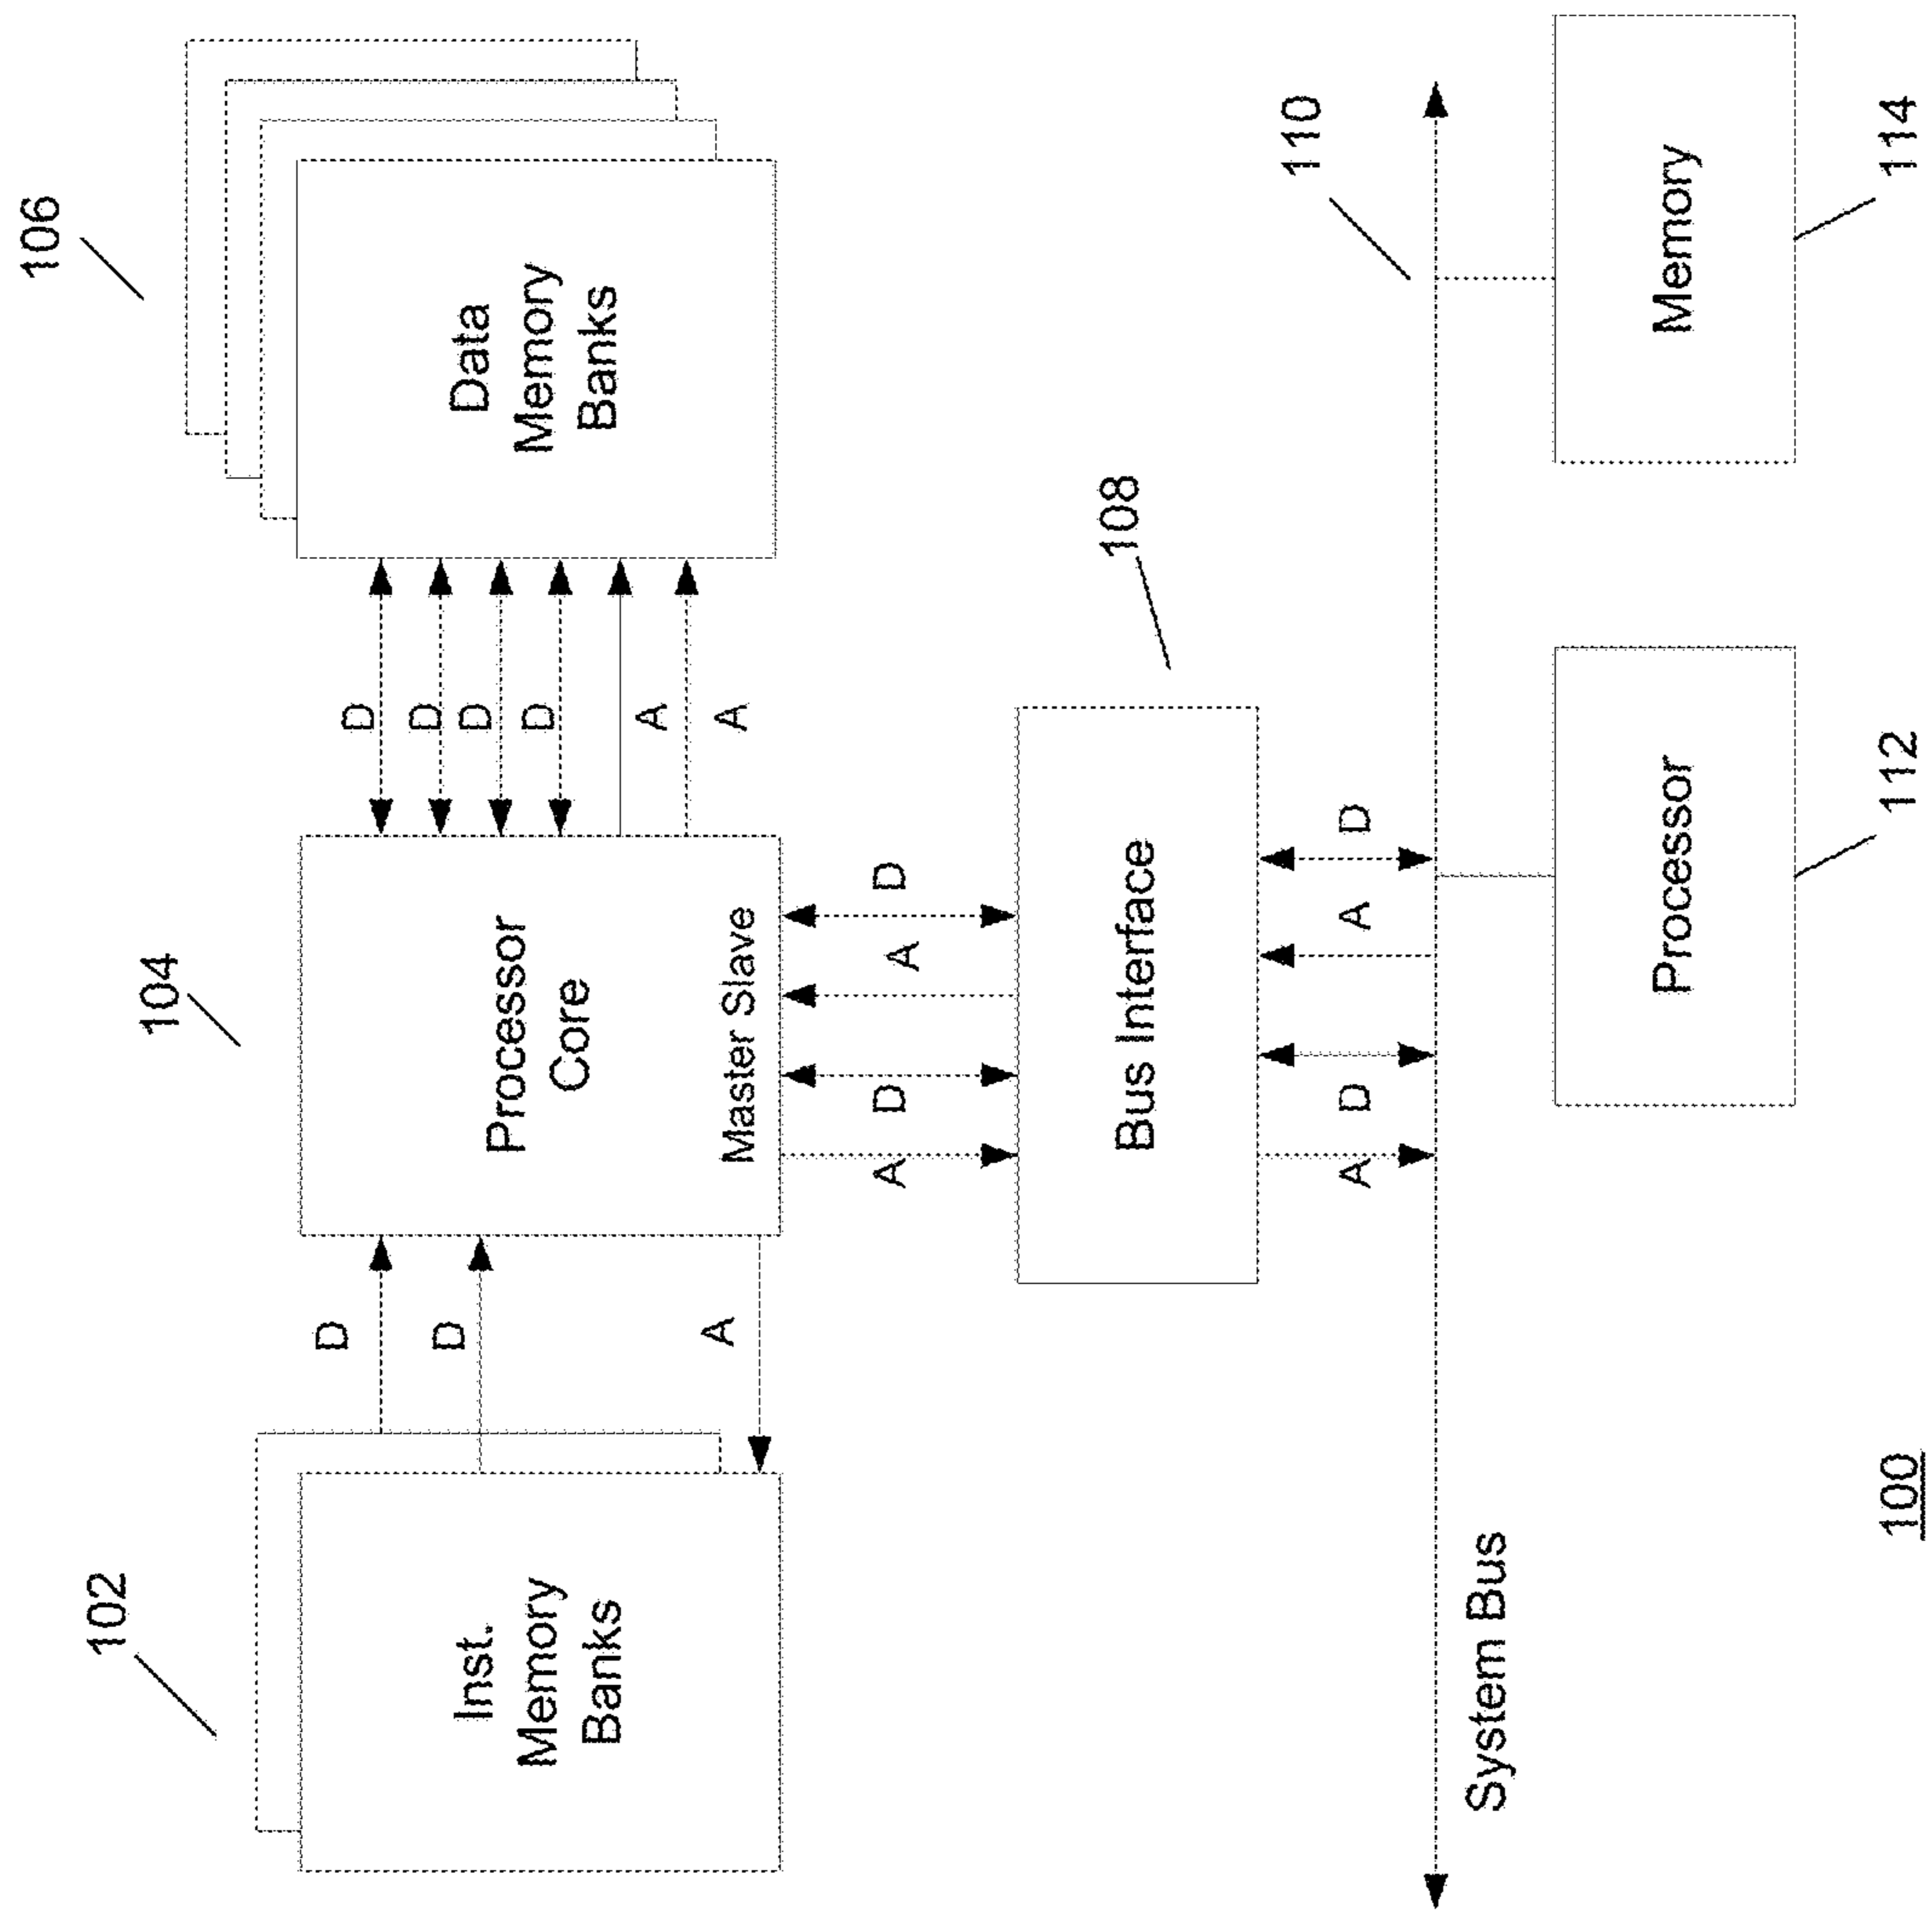 106
102
104
D
D
D
D
D
D
A
A
A
Inst.
Memory
Banks
Processor
Core
Master Slave
Data
Memory
Banks
A D A D
108
Bus Interface
A D A D
110
System Bus
Processor
Memory
100
112
114